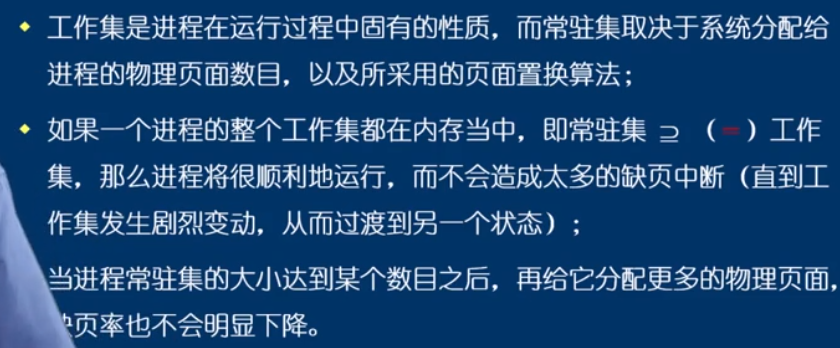 工作集是进程在运行过程中固有的性质，而常驻集取决于系统分配给
进程的物理页面数目，以及所采用的页面置换算法；
如果一个进程的整个工作集都在内存当中，即常驻集 ⊇ （=）工作
集，那么进程将很顺利地运行，而不会造成太多的缺页中断（直到工
作集发生剧烈变动，从而过渡到另一个状态）；
当进程常驻集的大小达到某个数目之后，再给它分配更多的物理页面，
缺页率也不会明显下降。